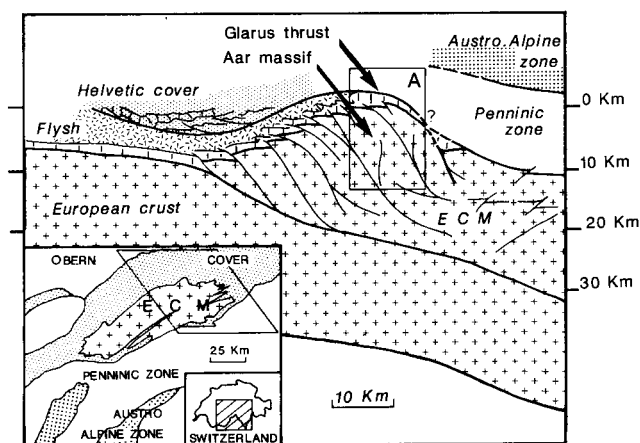 Glarus thrust
Aar massif
Austro. Alpine
zone
A
Helvetic cover
0 Km
?
Penninic
zone
Flysh
10 Km
European crust
E C M
20 Km
OBERN
COVER
30 Km
E C M
25 Km
PENNINIC ZONE
10 Km
AUSTRO
ALPINE ZONE
SWITZERLAND